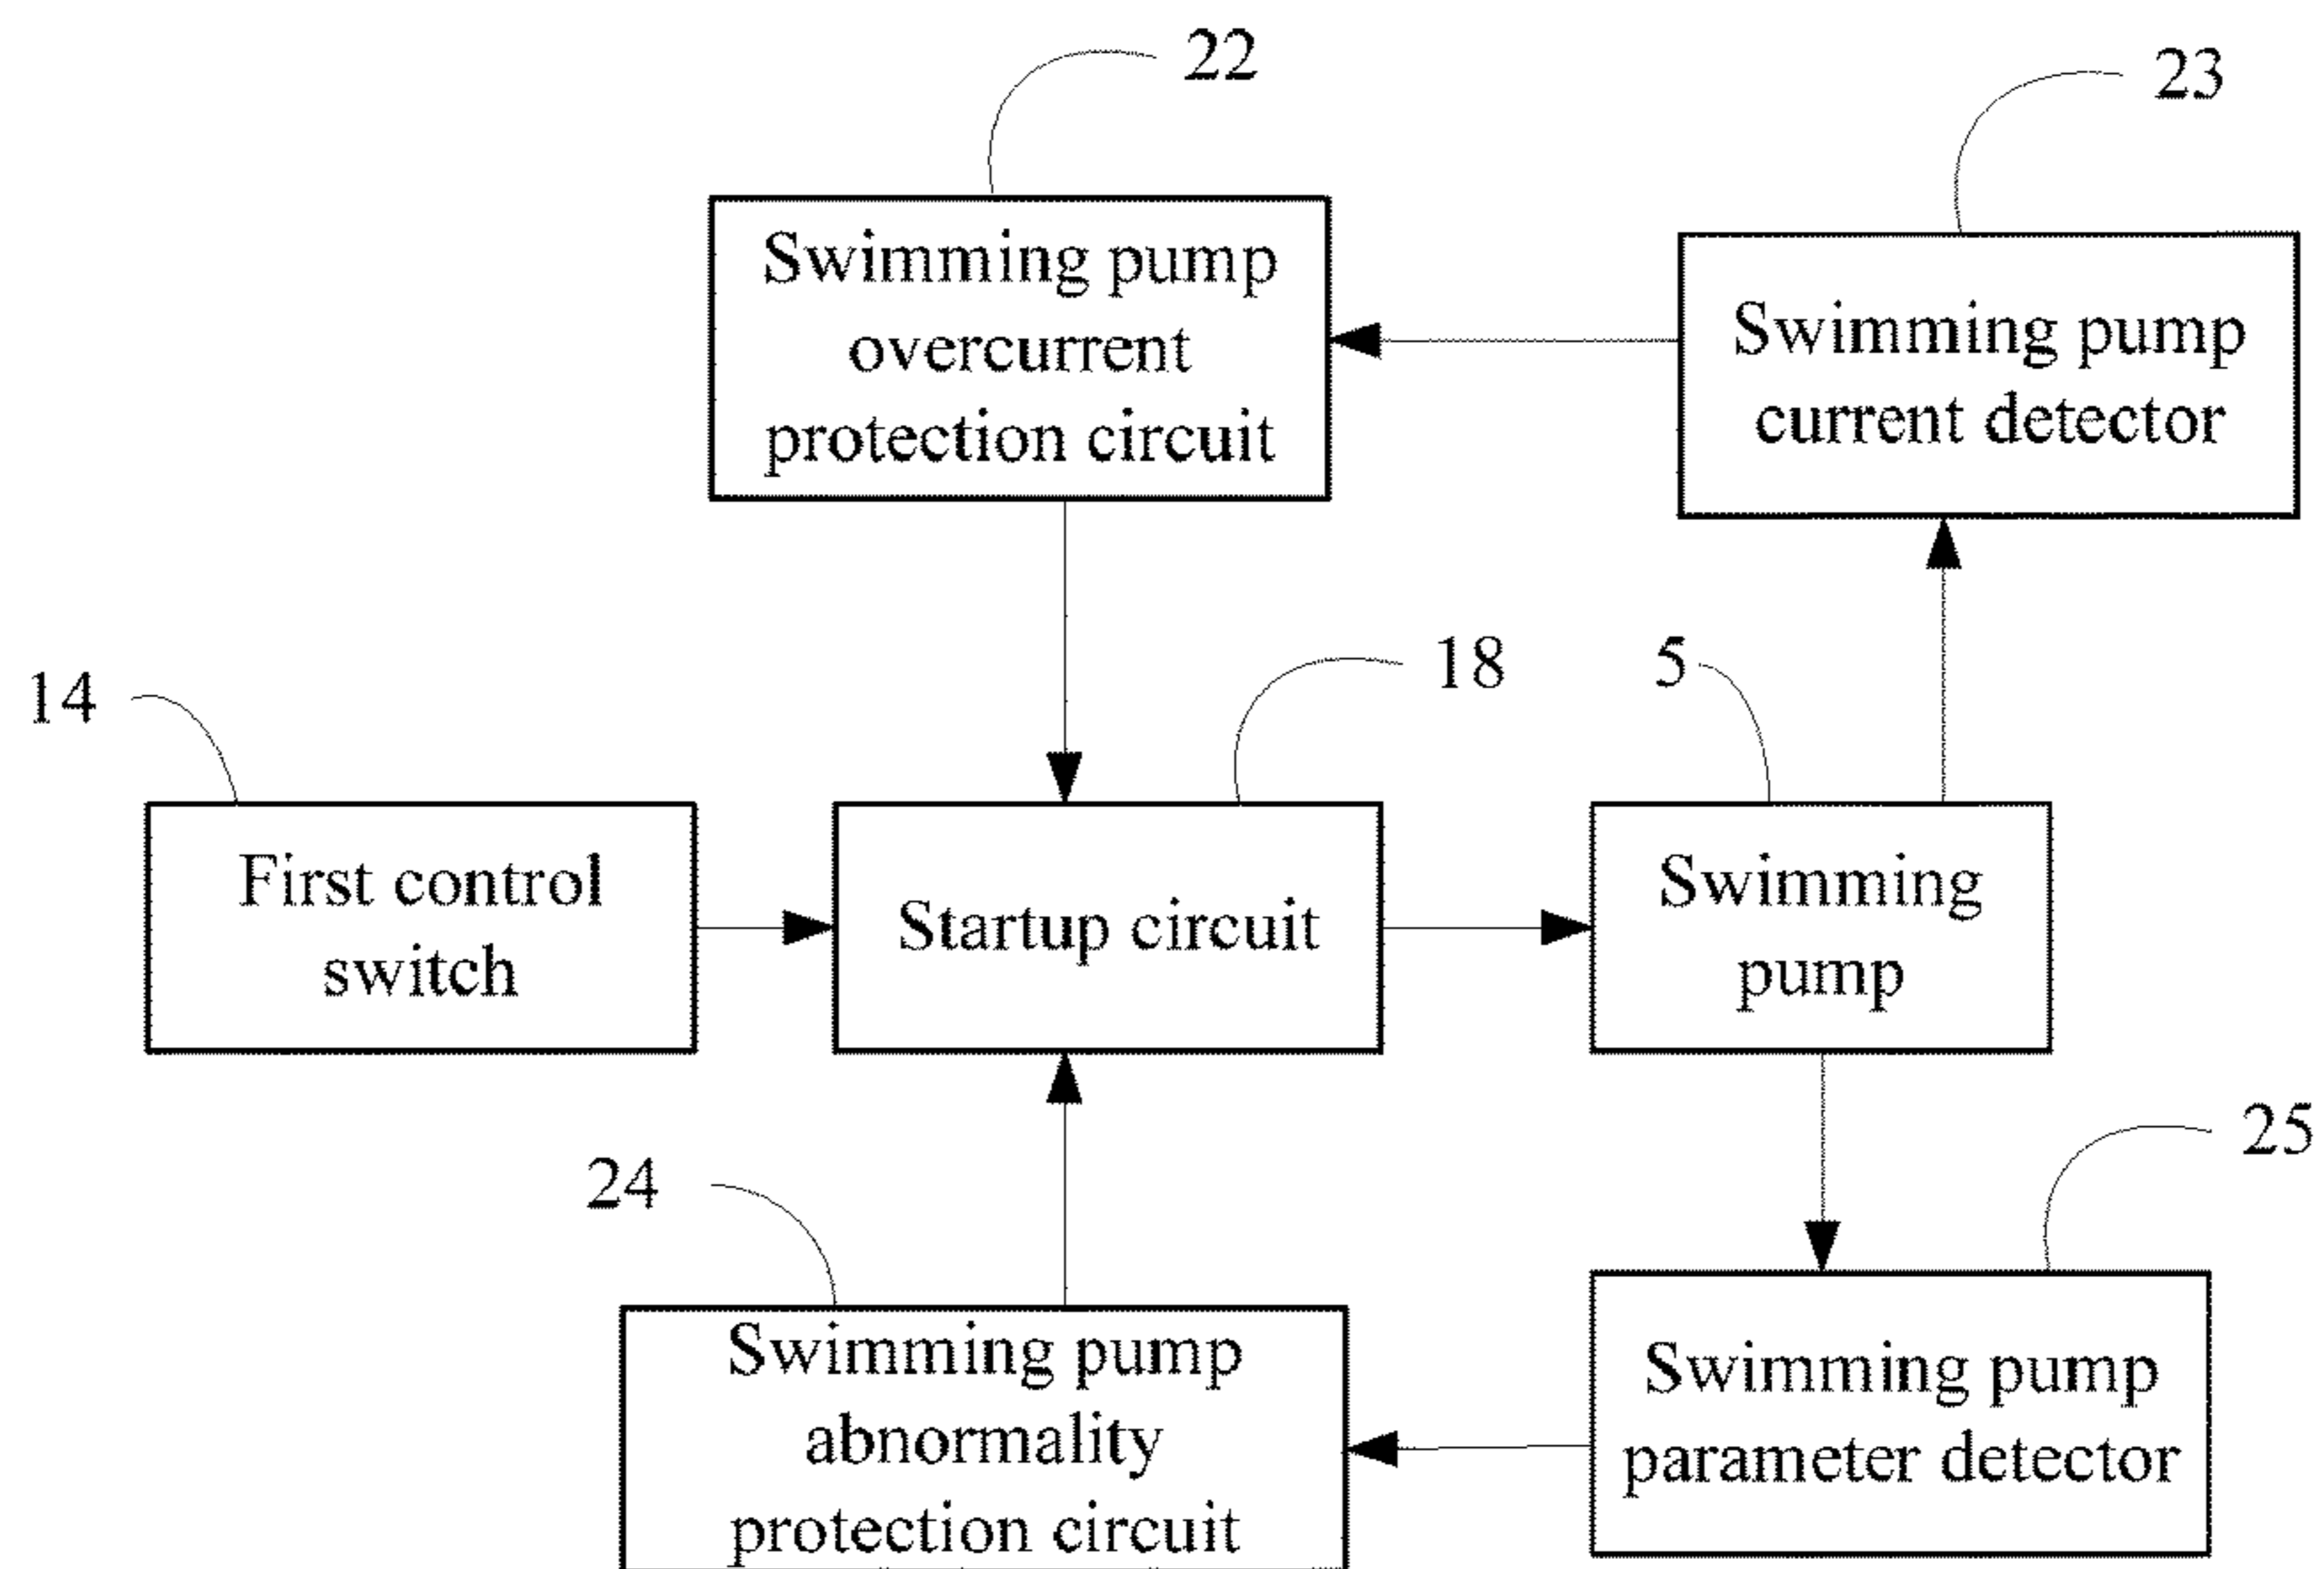 22
23
Swimming pump
overcurrent
protection circuit
Swimming pump
current detector
14
18
5
First control
switch
Startup circuit
Swimming
pump
24
25
Swimming pump
abnormality
protection circuit
Swimming pump
parameter detector